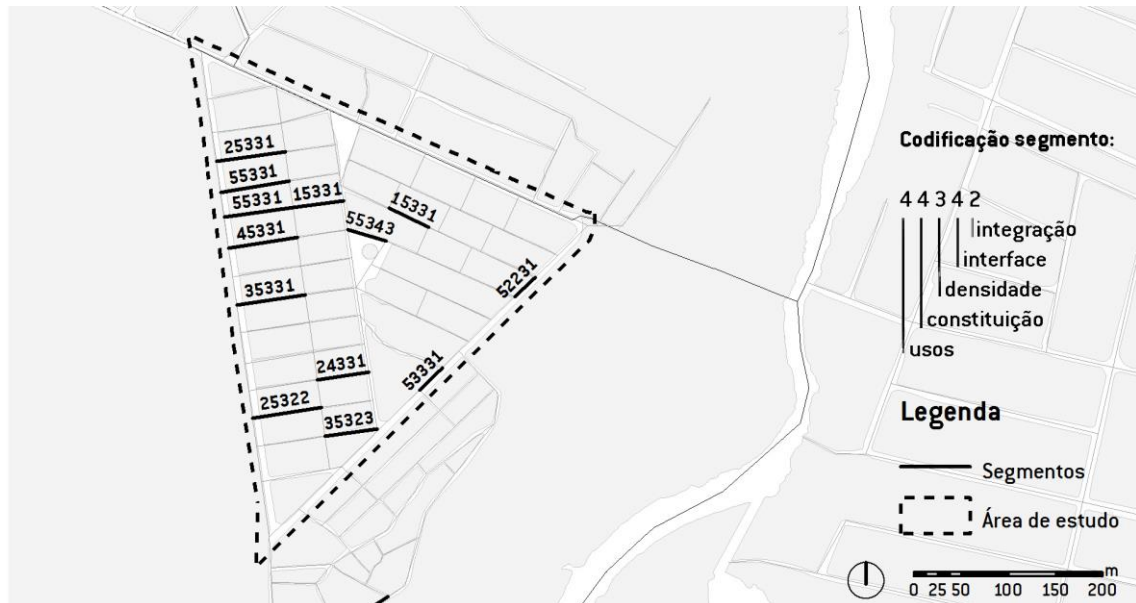 25331
55331
55331 15331
45331
35331
24331
25322
35323
15331
55343
52231
53331
Codificação segmento:
4 4 3 4 2
integração
interface
densidade
constituição
usos
Legenda
Segmentos
Área de estudo
m
0 25 50 100 150 200